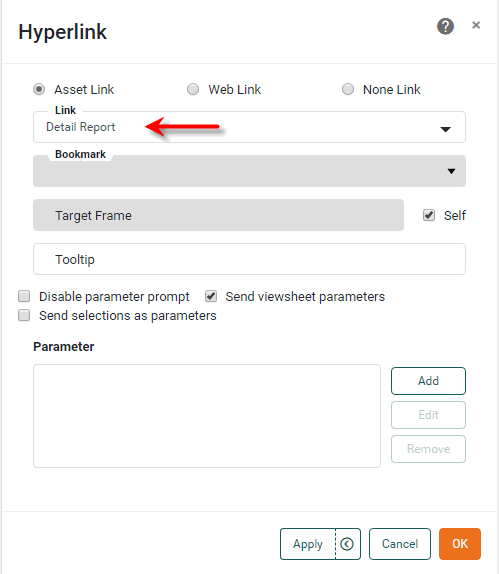 Hyperlink
Asset Link Web Link None Link
Link
Detail Report
Bookmark
Target Frame Self
Tooltip
Disable parameter prompt Send viewsheet parameters
Send selections as parameters
Parameter
Add
Edit
Remove
Apply Cancel OK